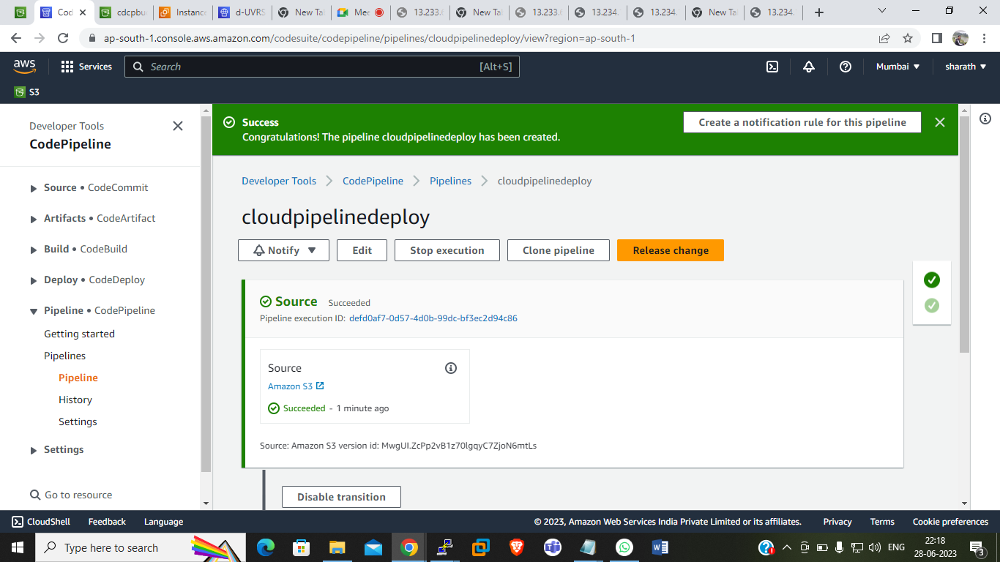 Cod
cdcpbu
Instance
d-UVRS
New Ta
Mee
13.233.
New Ta
13.233.
13.234.
13.234.
New Ta
13.234.
ap-south-1.console.aws.amazon.com/codesuite/codepipeline/pipelines/cloudpipelinedeploy/view?region=ap-south-1
aws
Services
Search
[Alt+S]
Mumbai
sharath
S3
Developer Tools
CodePipeline
Source • CodeCommit
Artifacts • CodeArtifact
Build • CodeBuild
Deploy • CodeDeploy
Pipeline • CodePipeline
Getting started
Pipelines
Pipeline
History
Settings
Settings
Go to resource
Success
Congratulations! The pipeline cloudpipelinedeploy has been created.
Create a notification rule for this pipeline
Developer Tools
CodePipeline
Pipelines
cloudpipelinedeploy
cloudpipelinedeploy
Notify
Edit
Stop execution
Clone pipeline
Release change
Source Succeeded
Pipeline execution ID: defd0af7-0d57-4d0b-99dc-bf3ec2d94c86
Source
Amazon S3
Succeeded - 1 minute ago
Source: Amazon S3 version id: MwgUI.ZcPp2vB1z70lgqyC7ZjoN6mtLs
Disable transition
CloudShell
Feedback
Language
© 2023, Amazon Web Services India Private Limited or its affiliates.
Privacy
Terms
Cookie preferences
Type here to search
ENG
22:18
28-06-2023
3